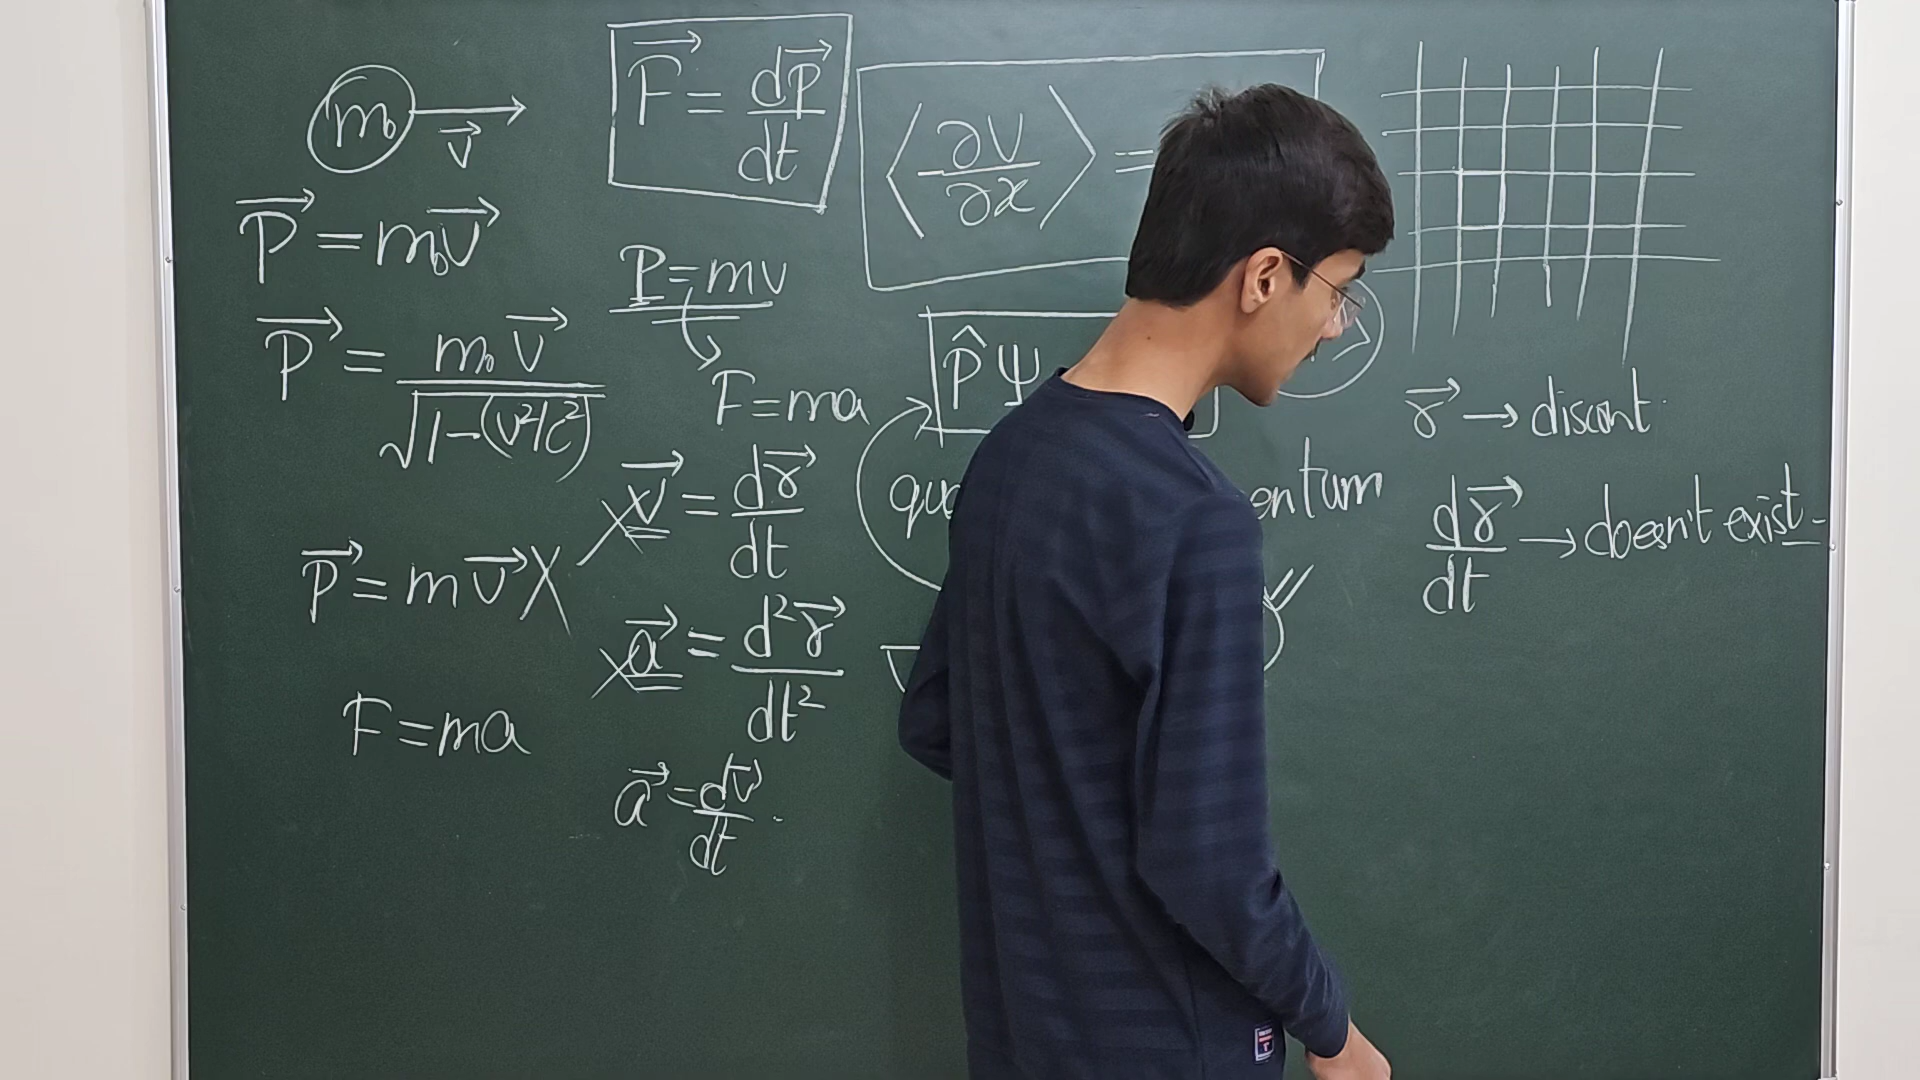 m₀
v⃗
P⃗ = m₀v⃗
P⃗ = m₀v⃗ / √1-(v²/c²)
P⃗ = mv⃗ X
F = ma
F⃗ = dP⃗/dt
P = mv
F = ma
v⃗ = dr⃗/dt
a⃗ = d²r⃗/dt²
a⃗ = dv⃗/dt
⟨-∂V/∂x⟩ =
P̂ Ψ
r⃗ → discont.
dr⃗/dt → doesn't exist